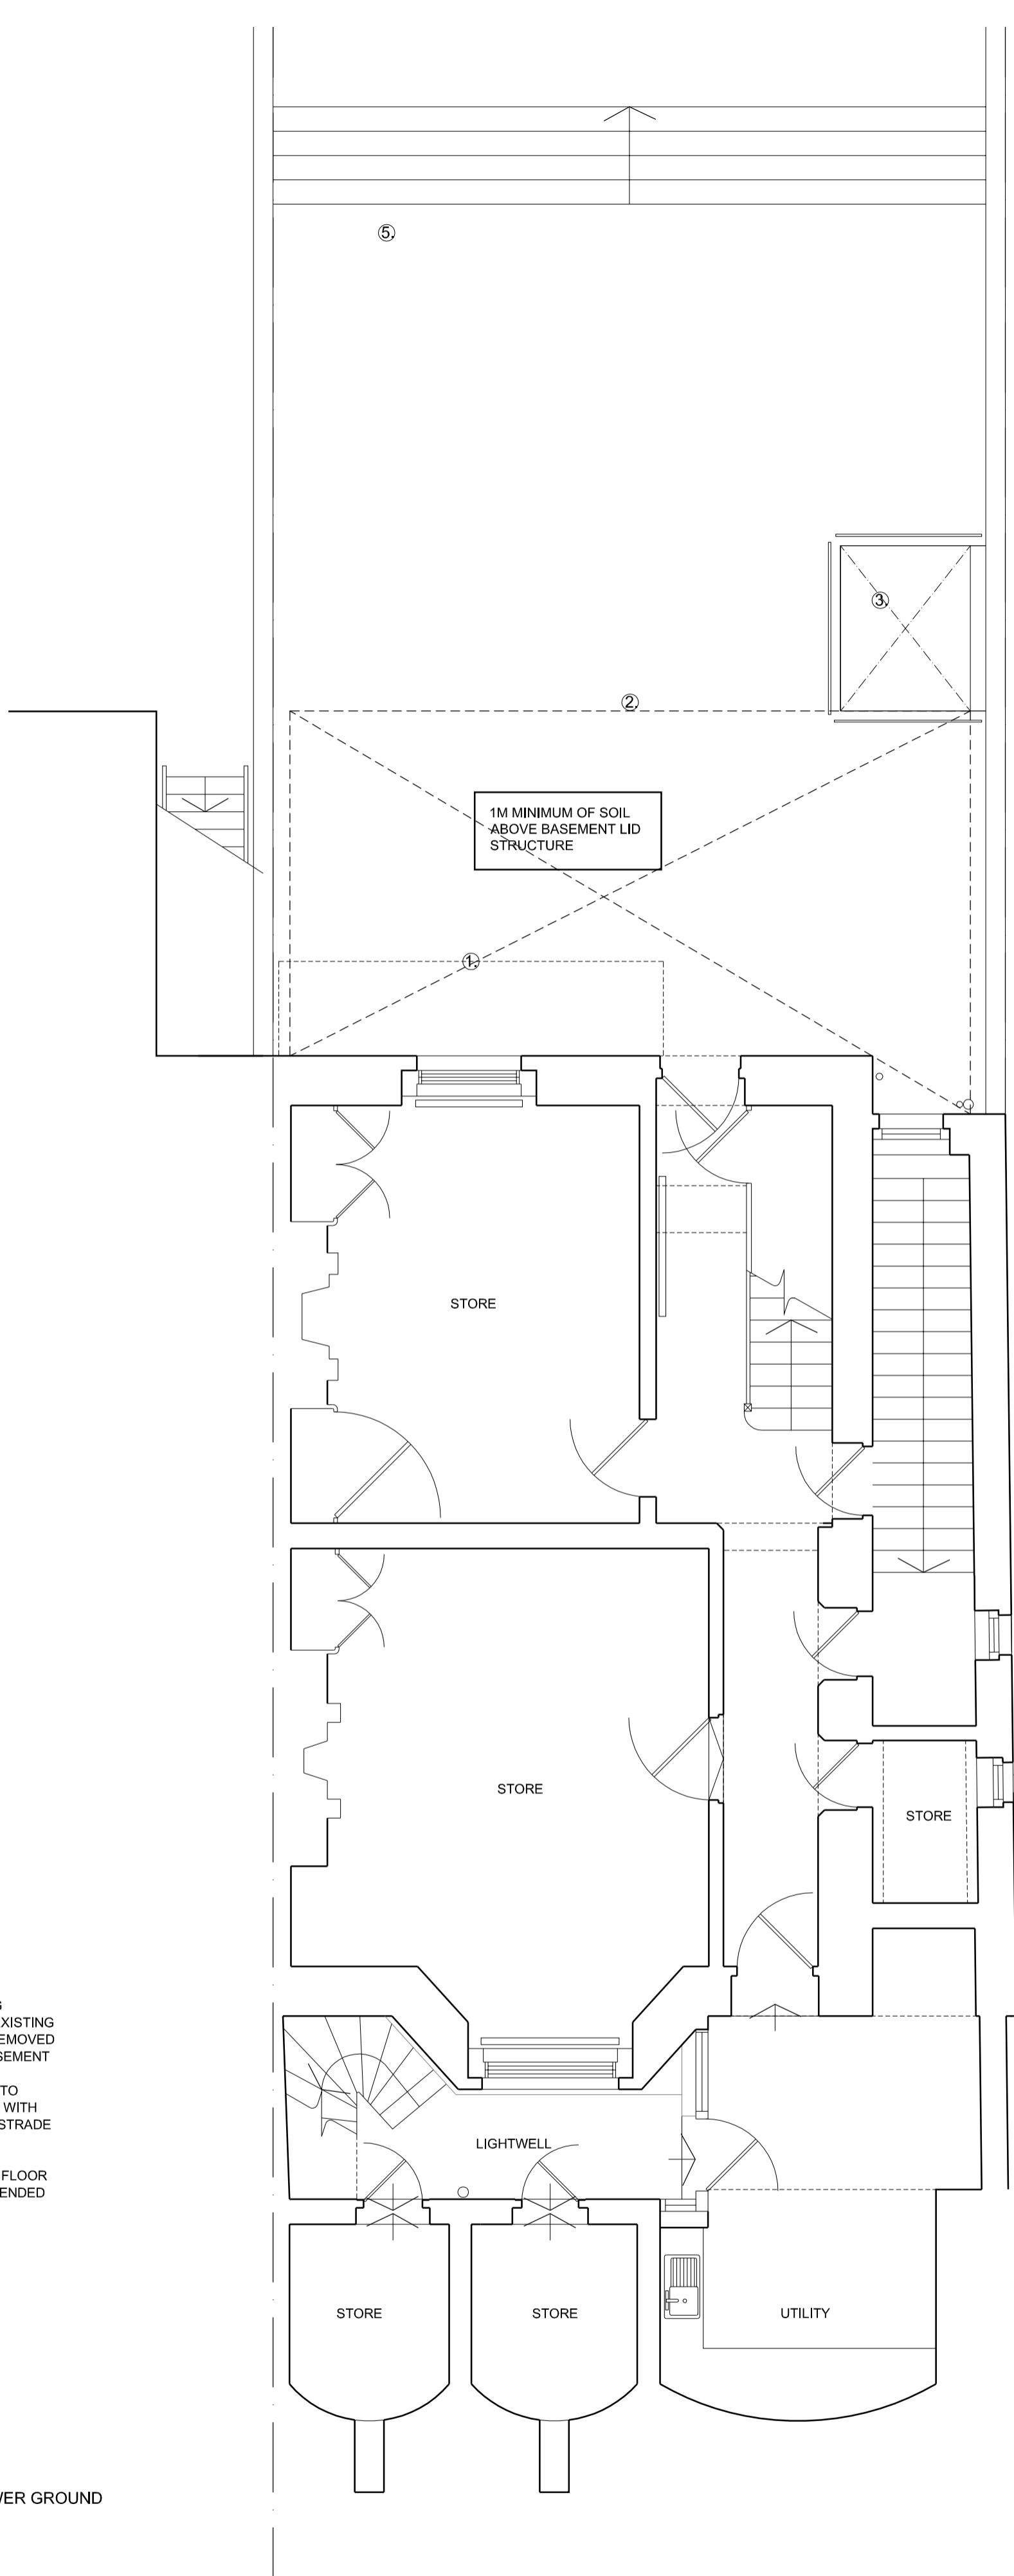 5.
3.
2.
1M MINIMUM OF SOIL
ABOVE BASEMENT LID
STRUCTURE
1.
STORE
STORE
STORE
XISTING
EMOVED
SEMENT
TO
WITH
STRADE
FLOOR
ENDED
LIGHTWELL
STORE
STORE
UTILITY
WER GROUND